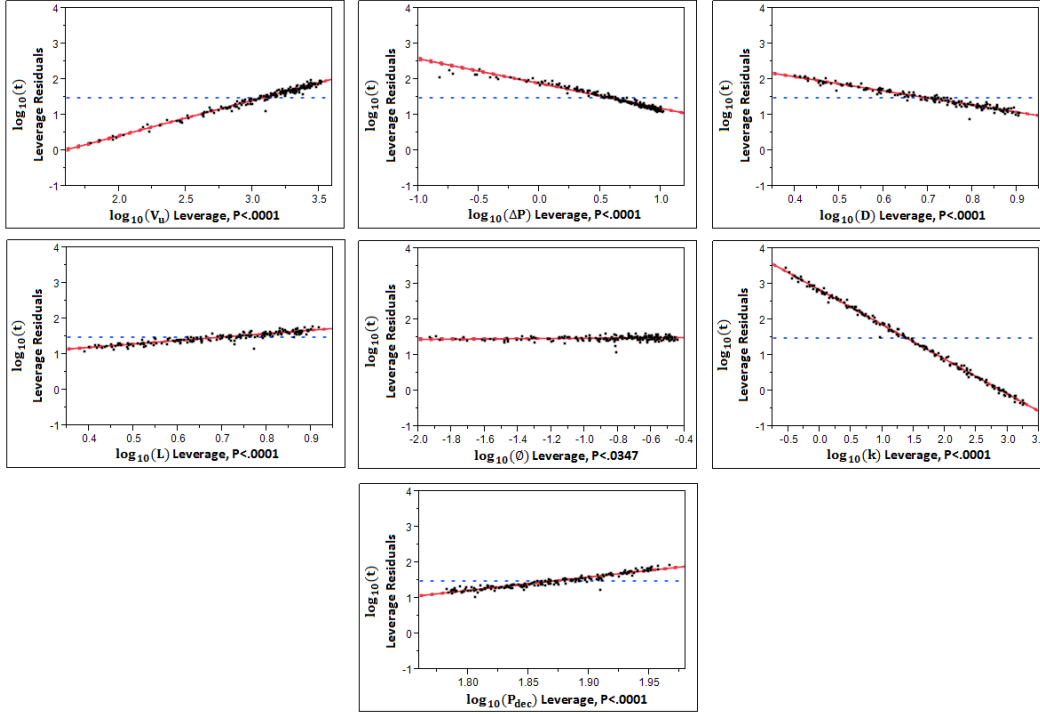 4
3
2
1
0
-1
log10(t)
Leverage Residuals
2.0 2.5 3.0 3.5
log10(Vu) Leverage, P<.0001
4
3
2
1
0
-1
log10(t)
Leverage Residuals
-1.0 -0.5 0.0 0.5 1.0
log10(ΔP) Leverage, P<.0001
4
3
2
1
0
-1
log10(t)
Leverage Residuals
0.4 0.5 0.6 0.7 0.8 0.9
log10(D) Leverage, P<.0001
4
3
2
1
0
-1
log10(t)
Leverage Residuals
0.4 0.5 0.6 0.7 0.8 0.9
log10(L) Leverage, P<.0001
4
3
2
1
0
-1
log10(t)
Leverage Residuals
-2.0 -1.8 -1.6 -1.4 -1.2 -1.0 -0.8 -0.6 -0.4
log10(Ø) Leverage, P<.0347
4
3
2
1
0
-1
log10(t)
Leverage Residuals
-0.5 0.0 0.5 1.0 1.5 2.0 2.5 3.0 3.5
log10(k) Leverage, P<.0001
4
3
2
1
0
-1
log10(t)
Leverage Residuals
1.80 1.85 1.90 1.95
log10(Pdec) Leverage, P<.0001